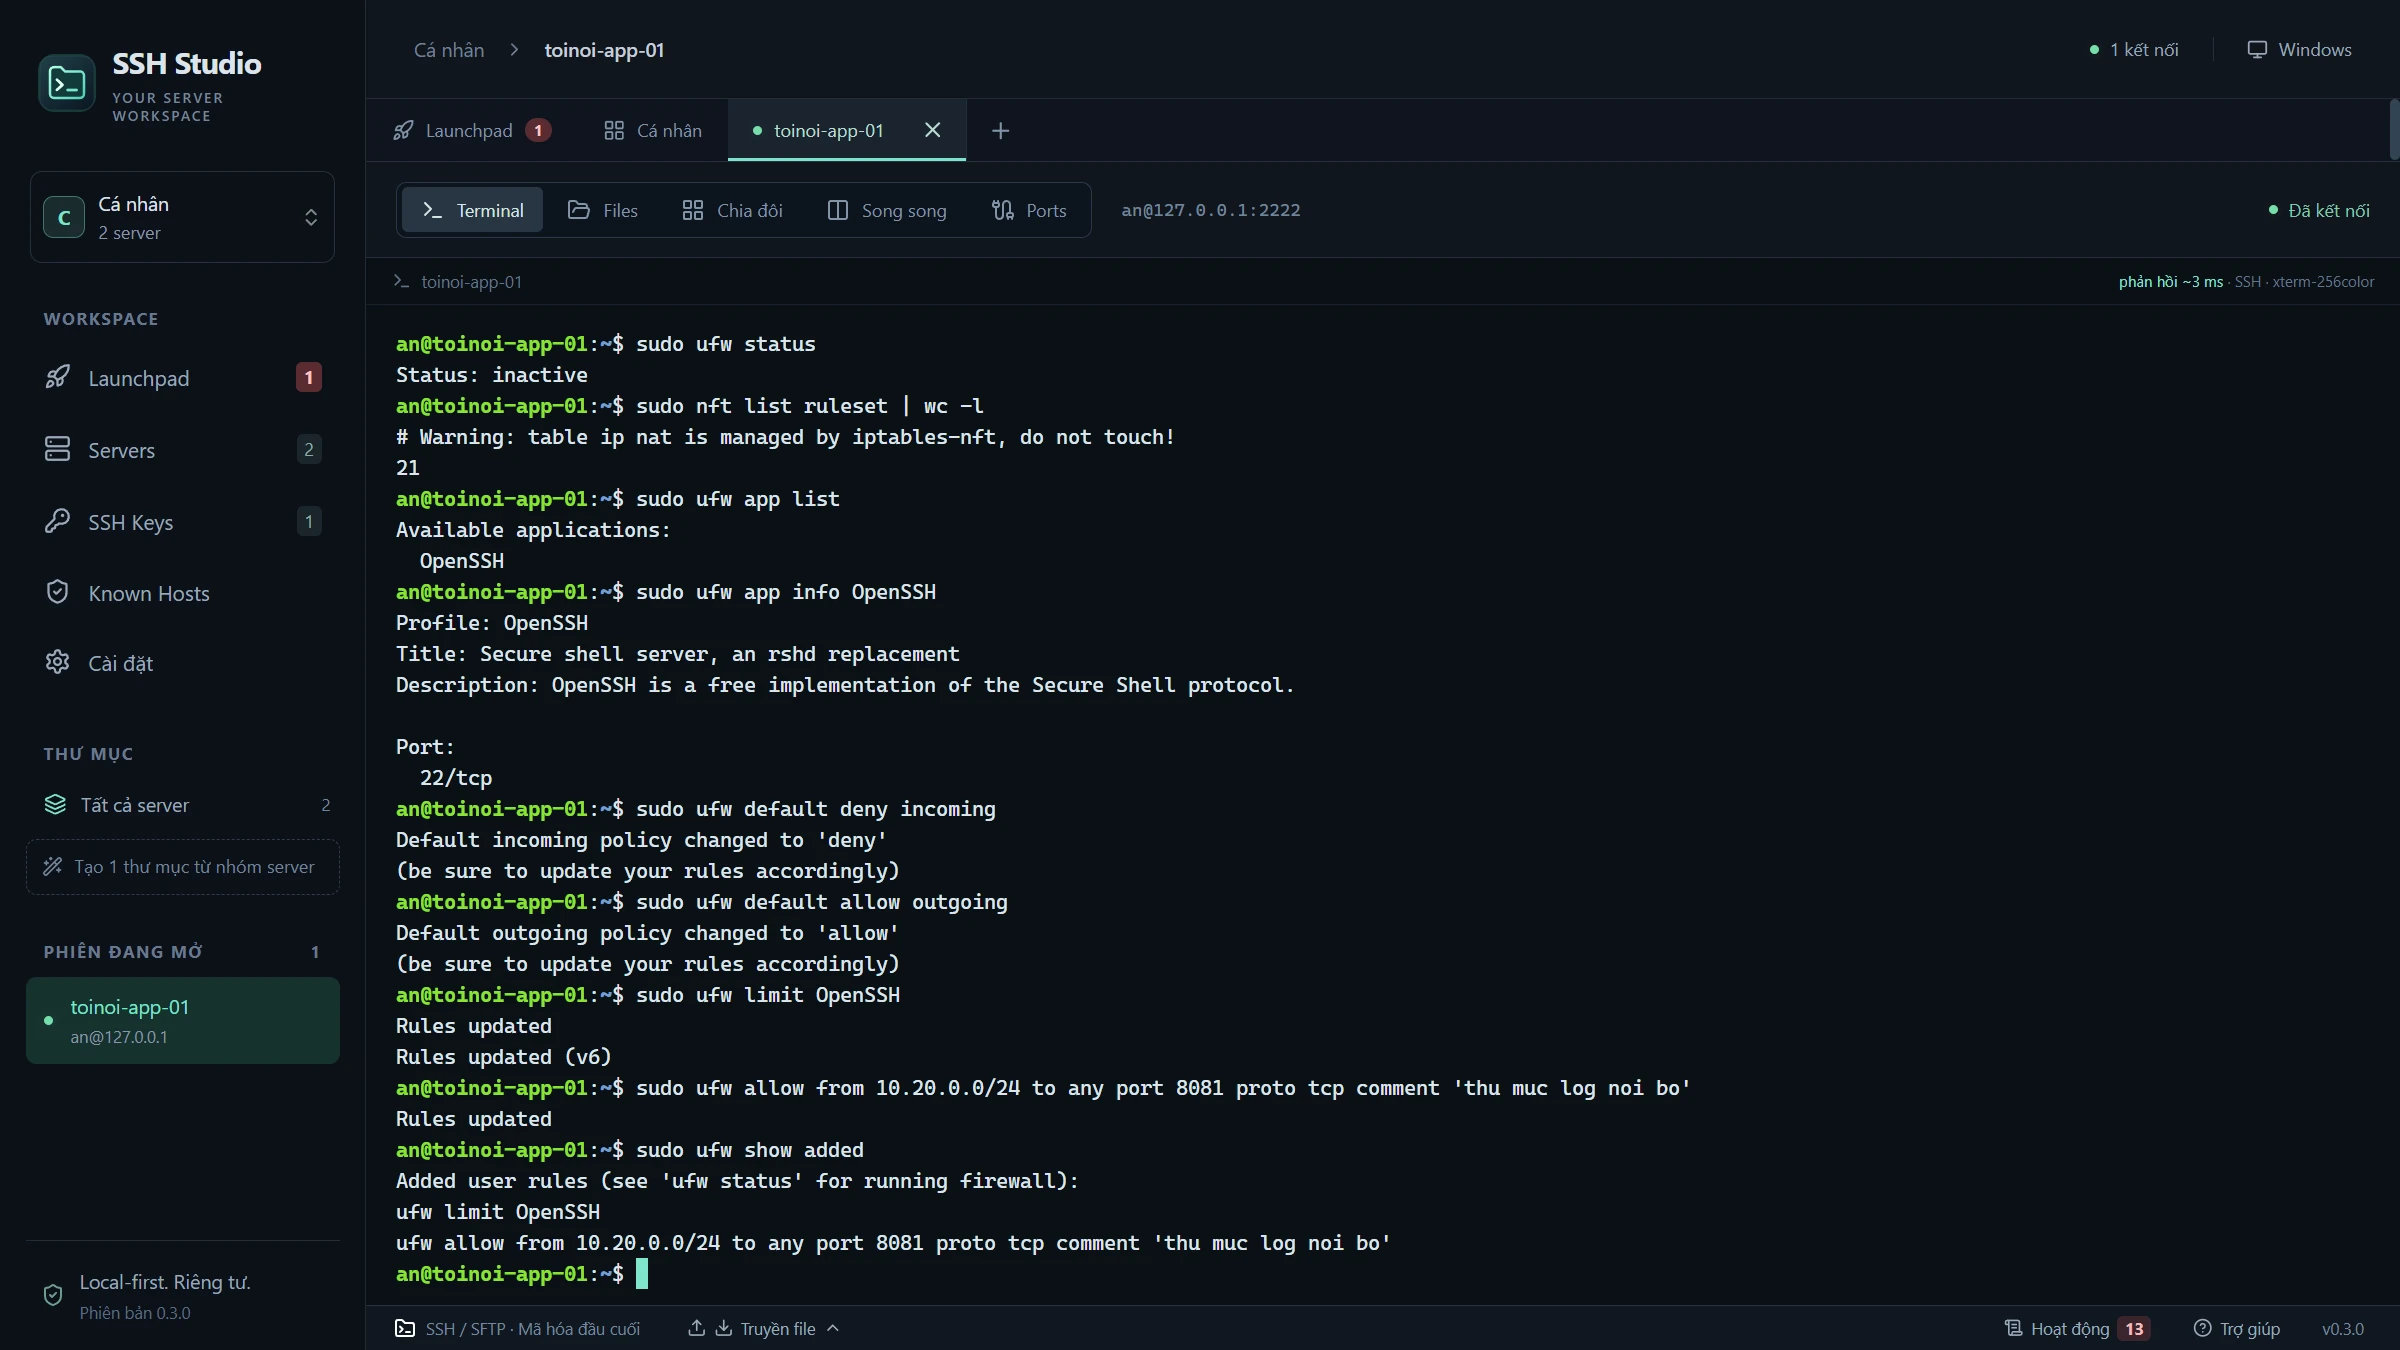 SSH Studio
YOUR SERVER
WORKSPACE
C
Cá nhân
2 server
WORKSPACE
Launchpad 1
Servers 2
SSH Keys 1
Known Hosts
Cài đặt
THƯ MỤC
Tất cả server 2
Tạo 1 thư mục từ nhóm server
PHIÊN ĐANG MỞ 1
toinoi-app-01
an@127.0.0.1
Local-first. Riêng tư.
Phiên bản 0.3.0
Cá nhân > toinoi-app-01
1 kết nối
Windows
Launchpad 1
Cá nhân
toinoi-app-01
Terminal
Files
Chia đôi
Song song
Ports
an@127.0.0.1:2222
Đã kết nối
toinoi-app-01
phản hồi ~3 ms · SSH · xterm-256color
an@toinoi-app-01:~$ sudo ufw status
Status: inactive
an@toinoi-app-01:~$ sudo nft list ruleset | wc -l
# Warning: table ip nat is managed by iptables-nft, do not touch!
21
an@toinoi-app-01:~$ sudo ufw app list
Available applications:
  OpenSSH
an@toinoi-app-01:~$ sudo ufw app info OpenSSH
Profile: OpenSSH
Title: Secure shell server, an rshd replacement
Description: OpenSSH is a free implementation of the Secure Shell protocol.
Port:
  22/tcp
an@toinoi-app-01:~$ sudo ufw default deny incoming
Default incoming policy changed to 'deny'
(be sure to update your rules accordingly)
an@toinoi-app-01:~$ sudo ufw default allow outgoing
Default outgoing policy changed to 'allow'
(be sure to update your rules accordingly)
an@toinoi-app-01:~$ sudo ufw limit OpenSSH
Rules updated
Rules updated (v6)
an@toinoi-app-01:~$ sudo ufw allow from 10.20.0.0/24 to any port 8081 proto tcp comment 'thu muc log noi bo'
Rules updated
an@toinoi-app-01:~$ sudo ufw show added
Added user rules (see 'ufw status' for running firewall):
ufw limit OpenSSH
ufw allow from 10.20.0.0/24 to any port 8081 proto tcp comment 'thu muc log noi bo'
an@toinoi-app-01:~$
SSH / SFTP · Mã hóa đầu cuối
Truyền file
Hoạt động 13
Trợ giúp
v0.3.0